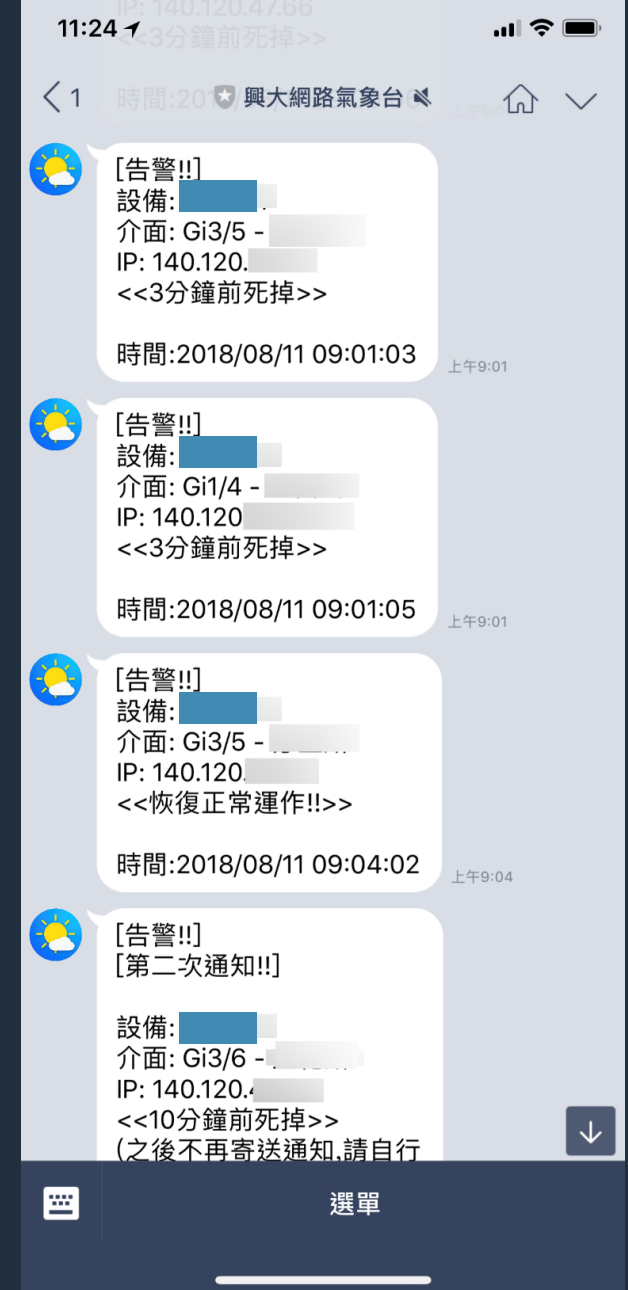 IP: 140.120.47.66
11:24
<<3分鐘前死掉>>
1
時間:20
興大網路氣象台
[告警!!]
設備:
介面: Gi3/5 -
IP: 140.120.
<<3分鐘前死掉>>
時間:2018/08/11 09:01:03
上午9:01
[告警!!]
設備:
介面: Gi1/4 -
IP: 140.120
<<3分鐘前死掉>>
時間:2018/08/11 09:01:05
上午9:01
[告警!!]
設備:
介面: Gi3/5 -
IP: 140.120.
<<恢復正常運作!!>>
時間:2018/08/11 09:04:02
上午9:04
[告警!!]
[第二次通知!!]
設備:
介面: Gi3/6 -
IP: 140.120.
<<10分鐘前死掉>>
(之後不再寄送通知,請自行
選單